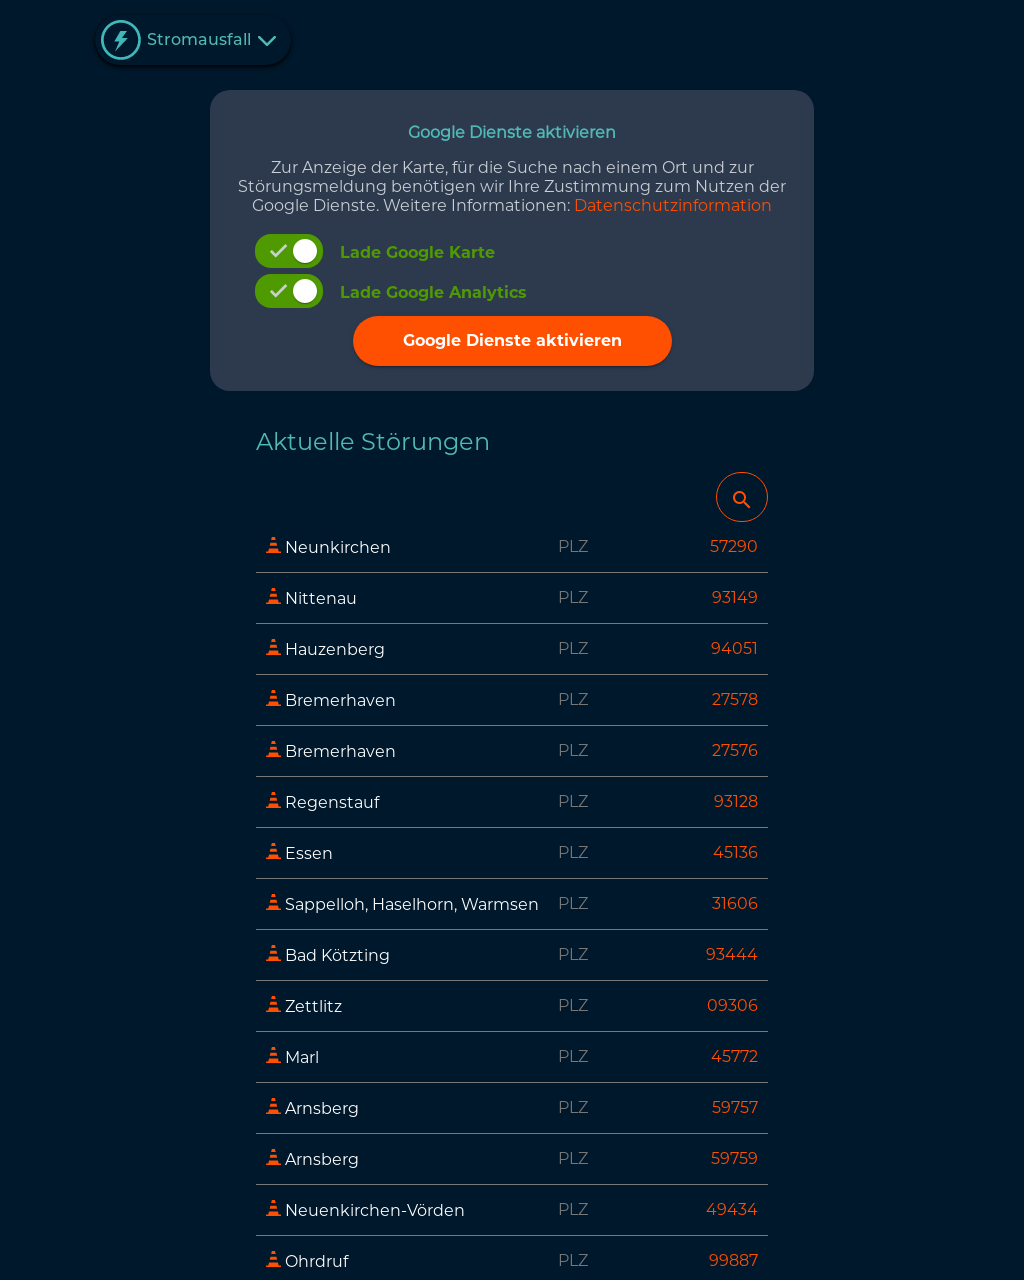 Stromausfall
Google Dienste aktivieren
Zur Anzeige der Karte, für die Suche nach einem Ort und zur
Störungsmeldung benötigen wir Ihre Zustimmung zum Nutzen der
Google Dienste. Weitere Informationen: Datenschutzinformation
Lade Google Karte
Lade Google Analytics
Google Dienste aktivieren
Aktuelle Störungen
Neunkirchen PLZ 57290
Nittenau PLZ 93149
Hauzenberg PLZ 94051
Bremerhaven PLZ 27578
Bremerhaven PLZ 27576
Regenstauf PLZ 93128
Essen PLZ 45136
Sappelloh, Haselhorn, Warmsen PLZ 31606
Bad Kötzting PLZ 93444
Zettlitz PLZ 09306
Marl PLZ 45772
Arnsberg PLZ 59757
Arnsberg PLZ 59759
Neuenkirchen-Vörden PLZ 49434
Ohrdruf PLZ 99887